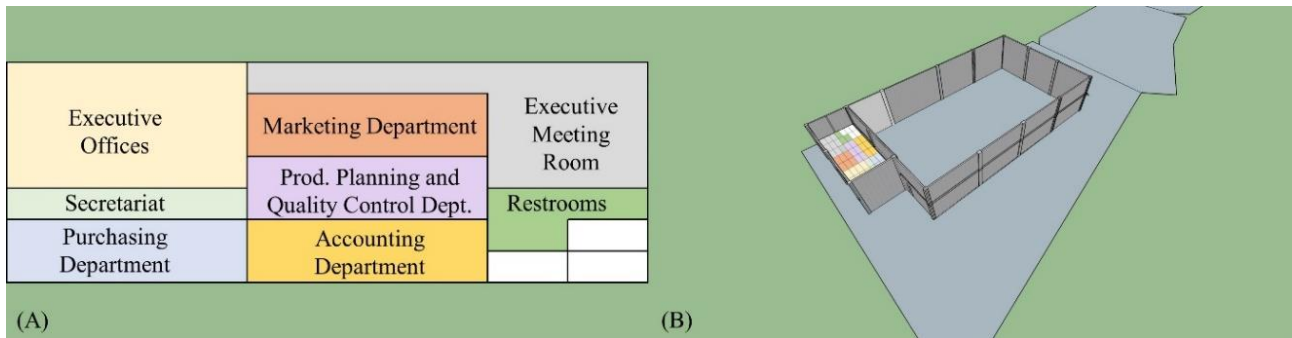 Executive
Offices
Marketing Department
Executive
Meeting
Room
Prod. Planning and
Quality Control Dept.
Secretariat
Restrooms
Purchasing
Department
Accounting
Department
(A)
(B)